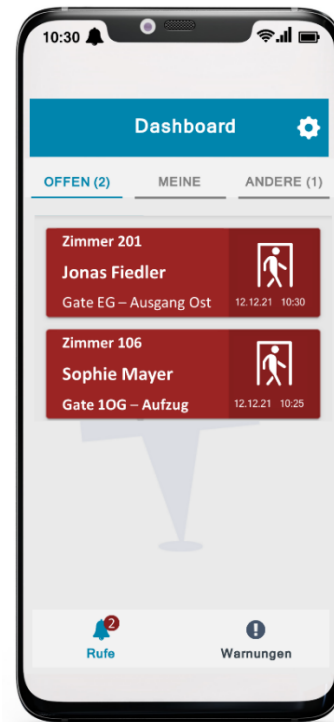 10:30
Dashboard
OFFEN (2)
MEINE
ANDERE (1)
Zimmer 201
Jonas Fiedler
Gate EG – Ausgang Ost
12.12.21 10:30
Zimmer 106
Sophie Mayer
Gate 1OG – Aufzug
12.12.21 10:25
2
Rufe
Warnungen